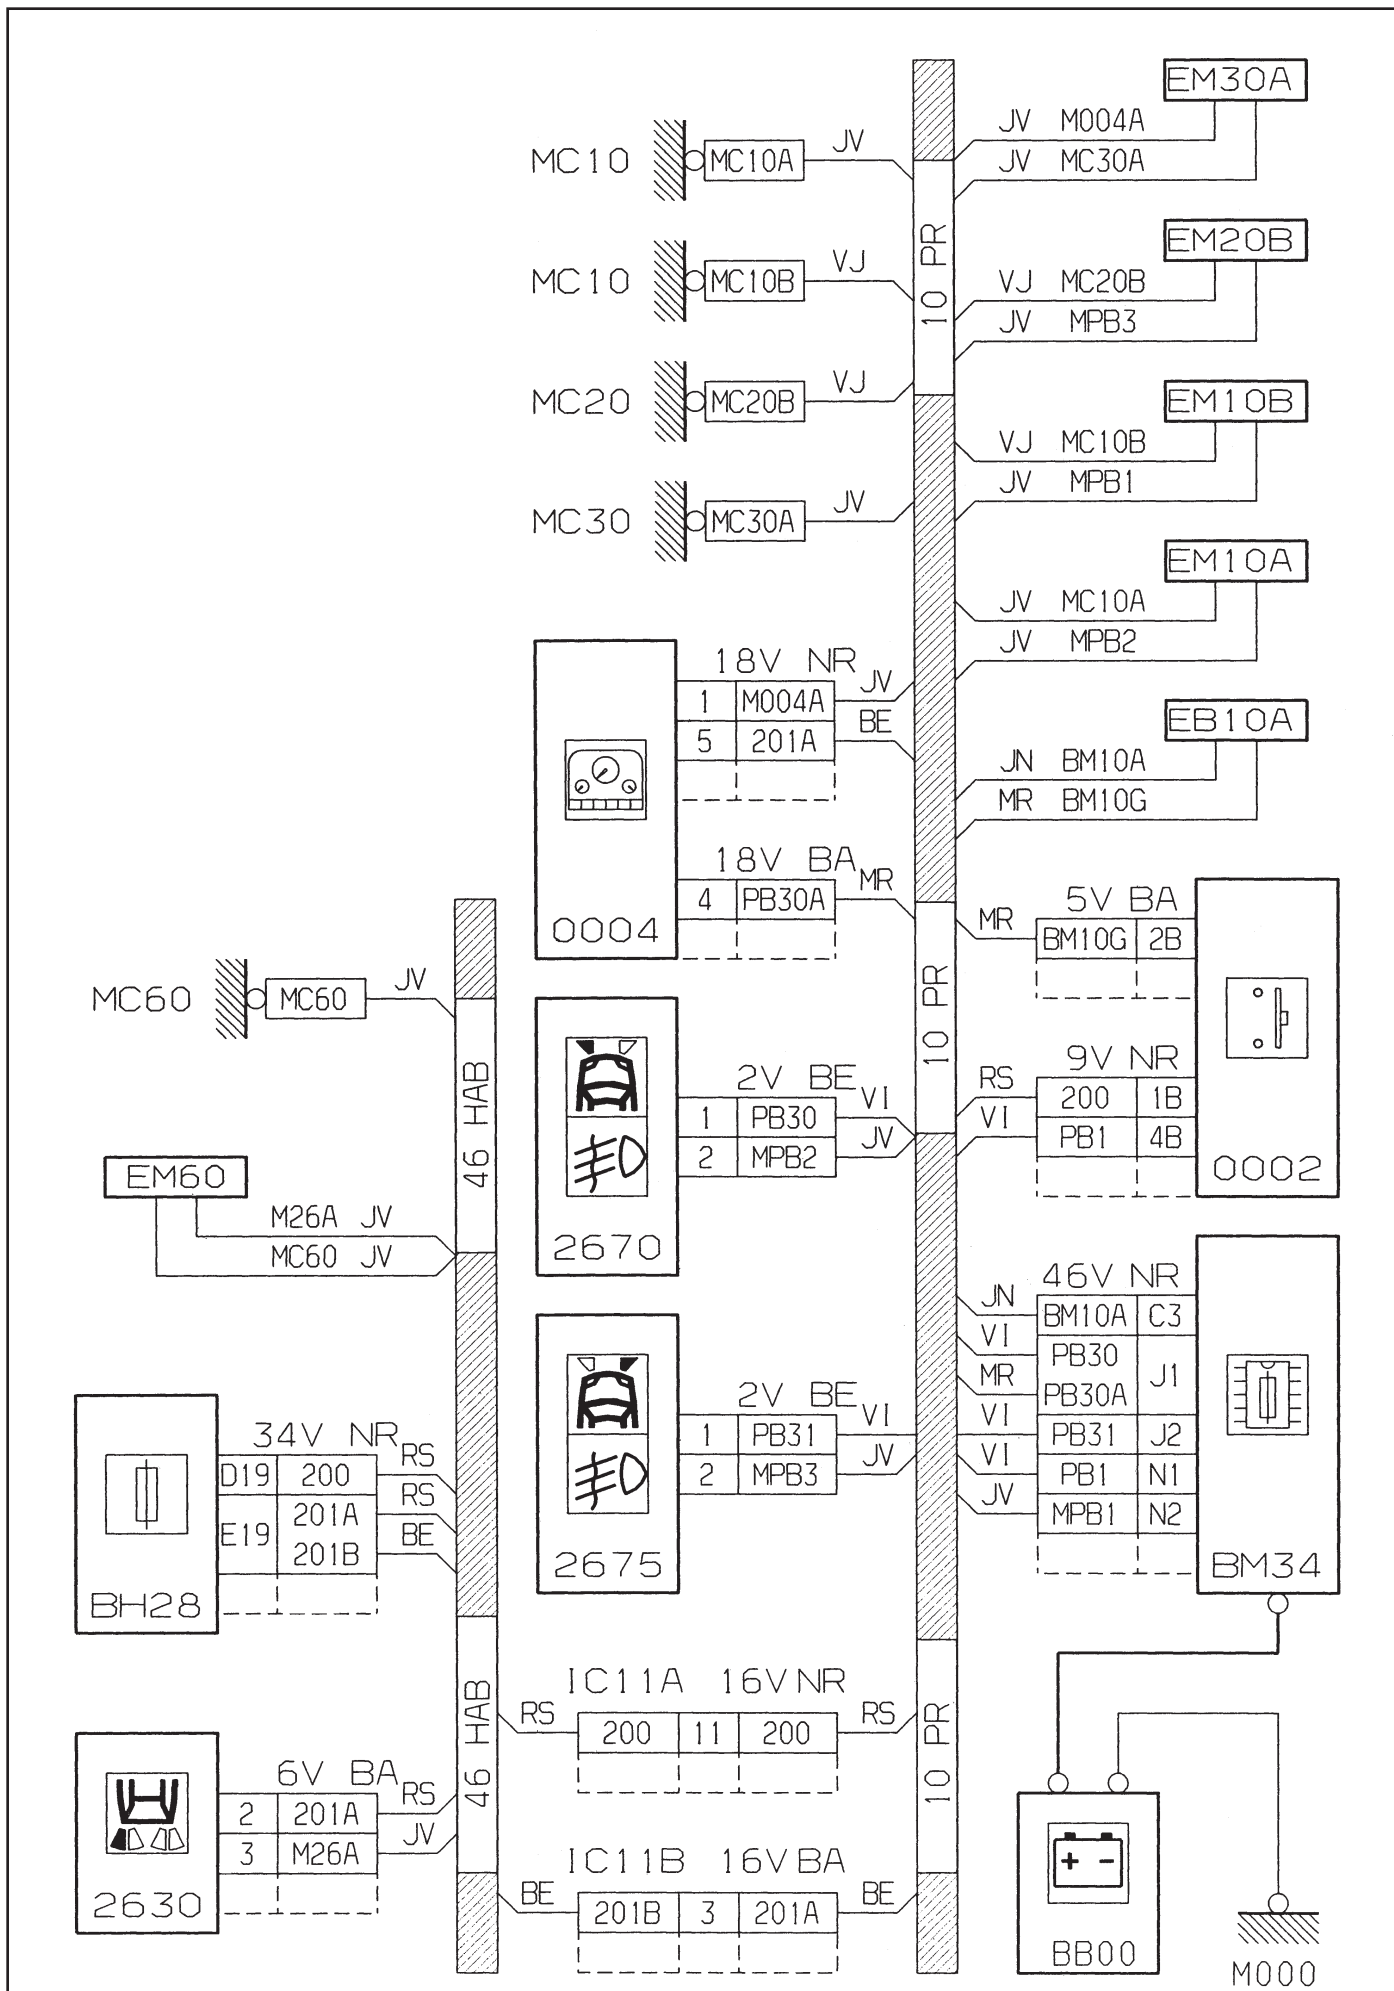 EM30A
JV M004A
JV MC30A
MC10 MC10A JV
10 PR
EM20B
VJ MC20B
JV MPB3
MC10 MC10B VJ
MC20 MC20B VJ
EM10B
VJ MC10B
JV MPB1
MC30 MC30A JV
EM10A
JV MC10A
JV MPB2
18V NR
1 M004A JV
5 201A BE
EB10A
JN BM10A
MR BM10G
18V BA
4 PB30A MR
0004
5V BA
MR BM10G 2B
10 PR
MC60 MC60 JV
46 HAB
9V NR
RS 200 1B
VI PB1 4B
0002
2V BE
1 PB30 VI
2 MPB2 JV
2670
EM60
M26A JV
MC60 JV
46V NR
JN BM10A C3
VI PB30
MR PB30A J1
VI PB31 J2
VI PB1 N1
JV MPB1 N2
BM34
2V BE
1 PB31 VI
2 MPB3 JV
2675
34V NR
D19 200 RS
201A RS
E19
201B BE
BH28
46 HAB
IC11A 16V NR
RS 200 11 200 RS
10 PR
6V BA
2 201A RS
3 M26A JV
2630
IC11B 16V BA
BE 201B 3 201A BE
+ -
BB00
M000